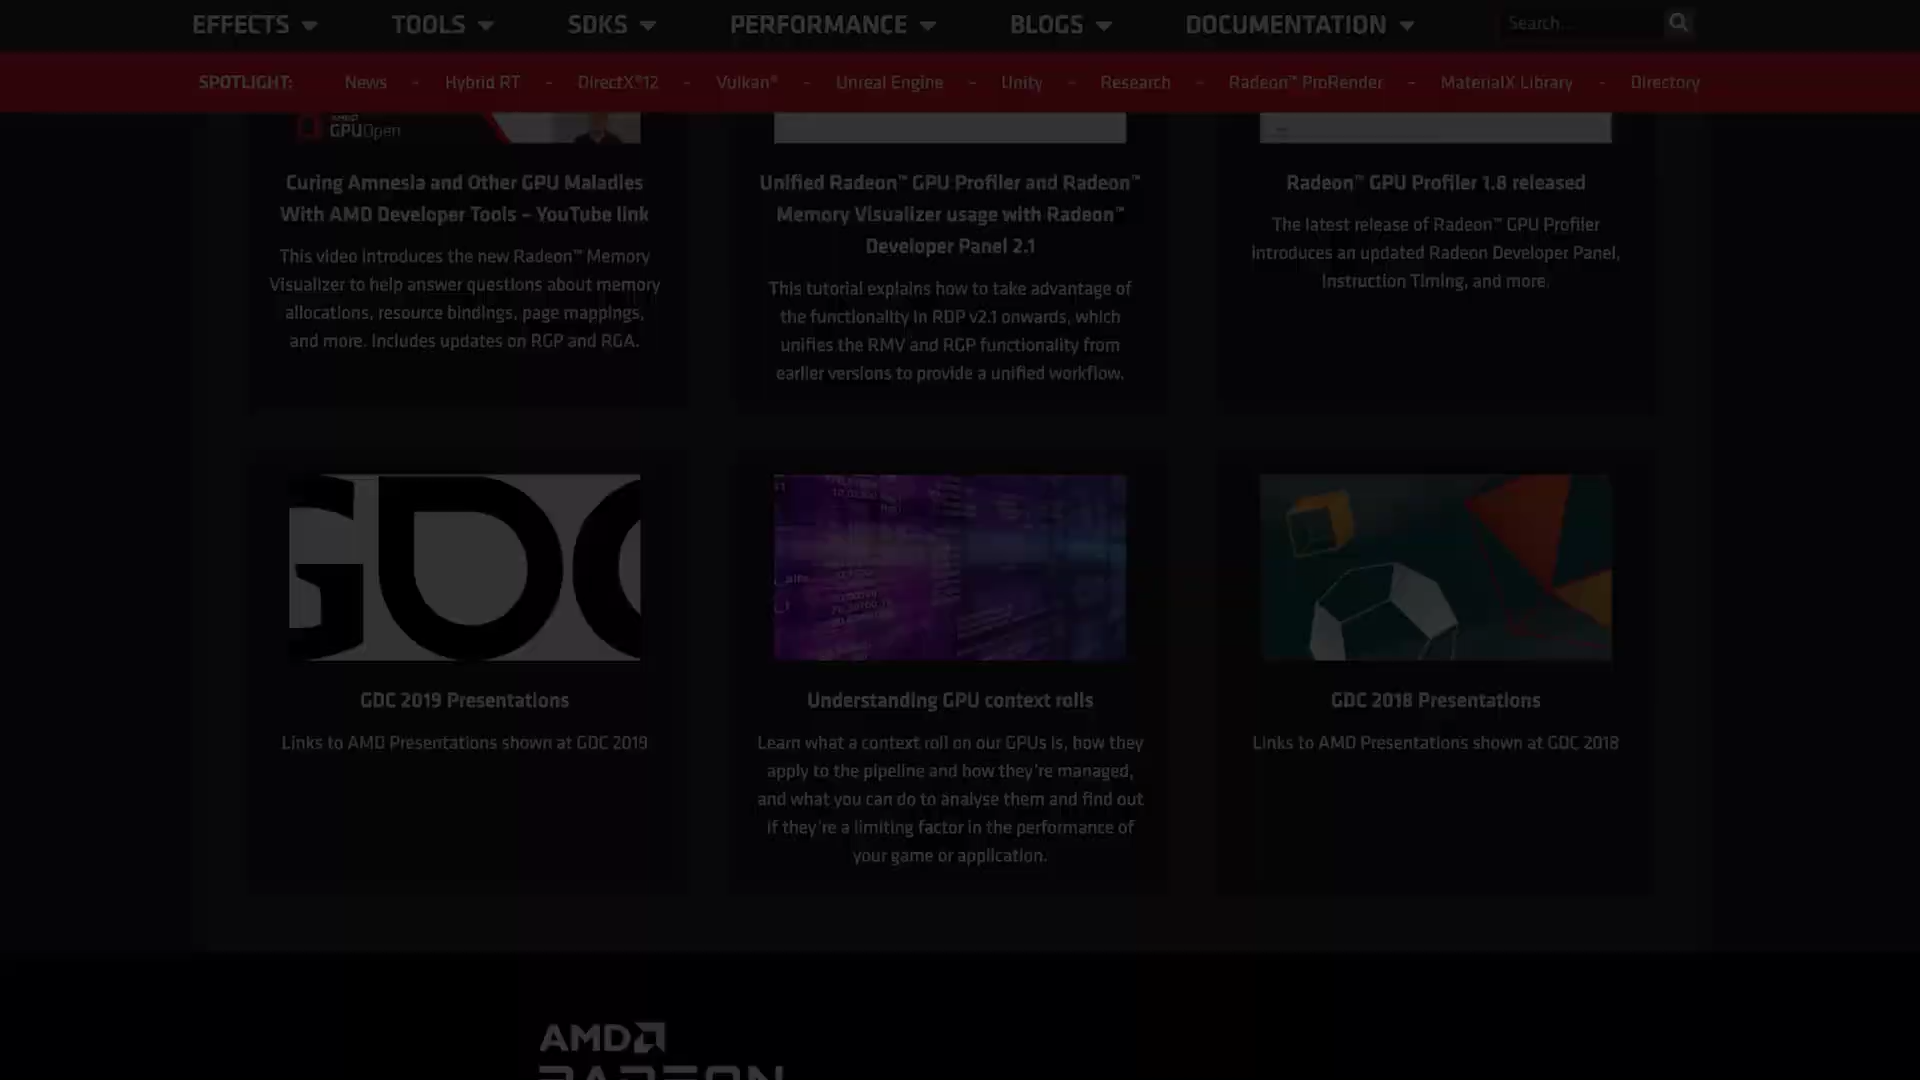 EFFECTS TOOLS SDKS PERFORMANCE BLOGS DOCUMENTATION Search...
SPOTLIGHT: News - Hybrid RT - DirectX®12 - Vulkan® - Unreal Engine - Unity - Research - Radeon™ ProRender - MaterialX Library - Directory
AMD
GPUOpen
Curing Amnesia and Other GPU Maladies
With AMD Developer Tools – YouTube link
This video introduces the new Radeon™ Memory
Visualizer to help answer questions about memory
allocations, resource bindings, page mappings,
and more. Includes updates on RGP and RGA.
Unified Radeon™ GPU Profiler and Radeon™
Memory Visualizer usage with Radeon™
Developer Panel 2.1
This tutorial explains how to take advantage of
the functionality in RDP v2.1 onwards, which
unifies the RMV and RGP functionality from
earlier versions to provide a unified workflow.
Radeon™ GPU Profiler 1.8 released
The latest release of Radeon™ GPU Profiler
introduces an updated Radeon Developer Panel,
Instruction Timing, and more.
GDC
GDC 2019 Presentations
Links to AMD Presentations shown at GDC 2019
Understanding GPU context rolls
Learn what a context roll on our GPUs is, how they
apply to the pipeline and how they're managed,
and what you can do to analyse them and find out
if they're a limiting factor in the performance of
your game or application.
GDC 2018 Presentations
Links to AMD Presentations shown at GDC 2018
AMD
RADEON